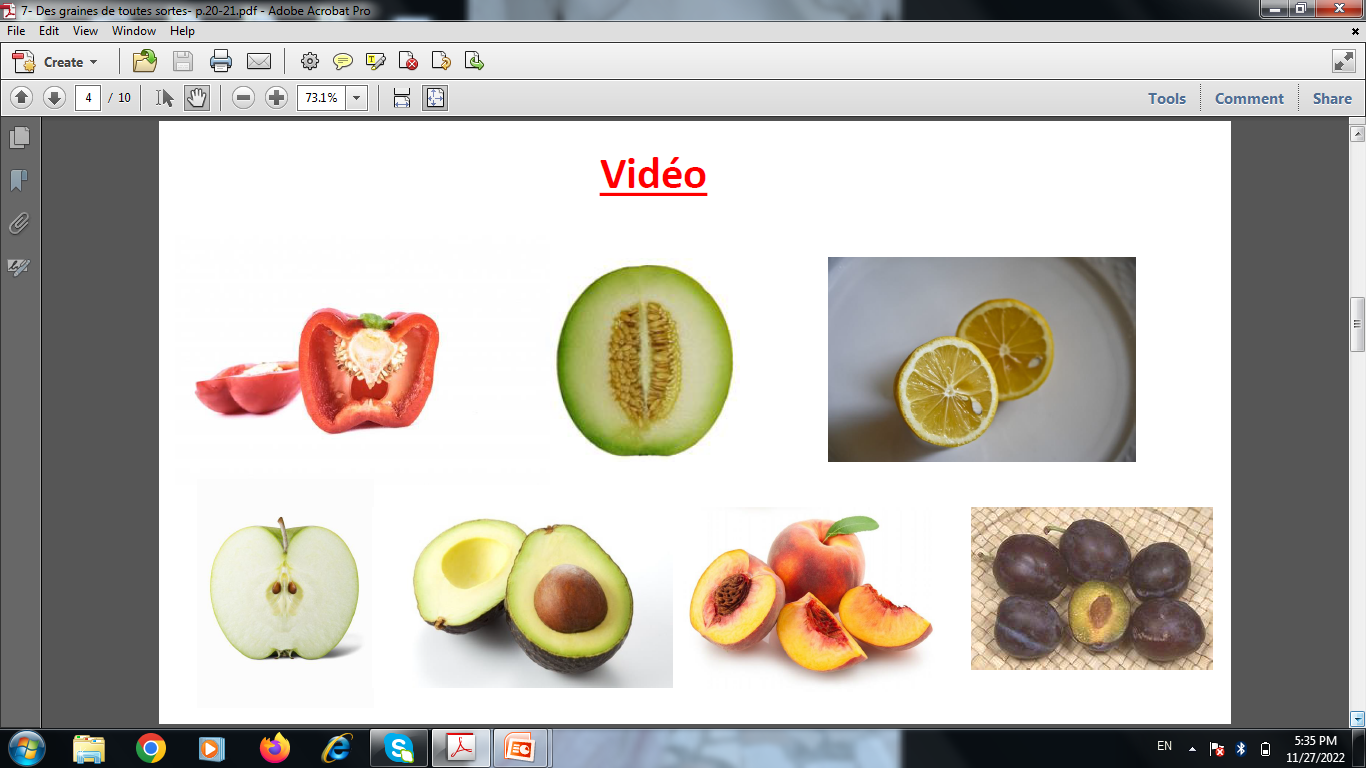 7- Des graines de toutes sortes- p.20-21.pdf - Adobe Acrobat Pro
File Edit View Window Help
Create
4 / 10
73.1%
Tools Comment Share
Vidéo
EN
5:35 PM
11/27/2022